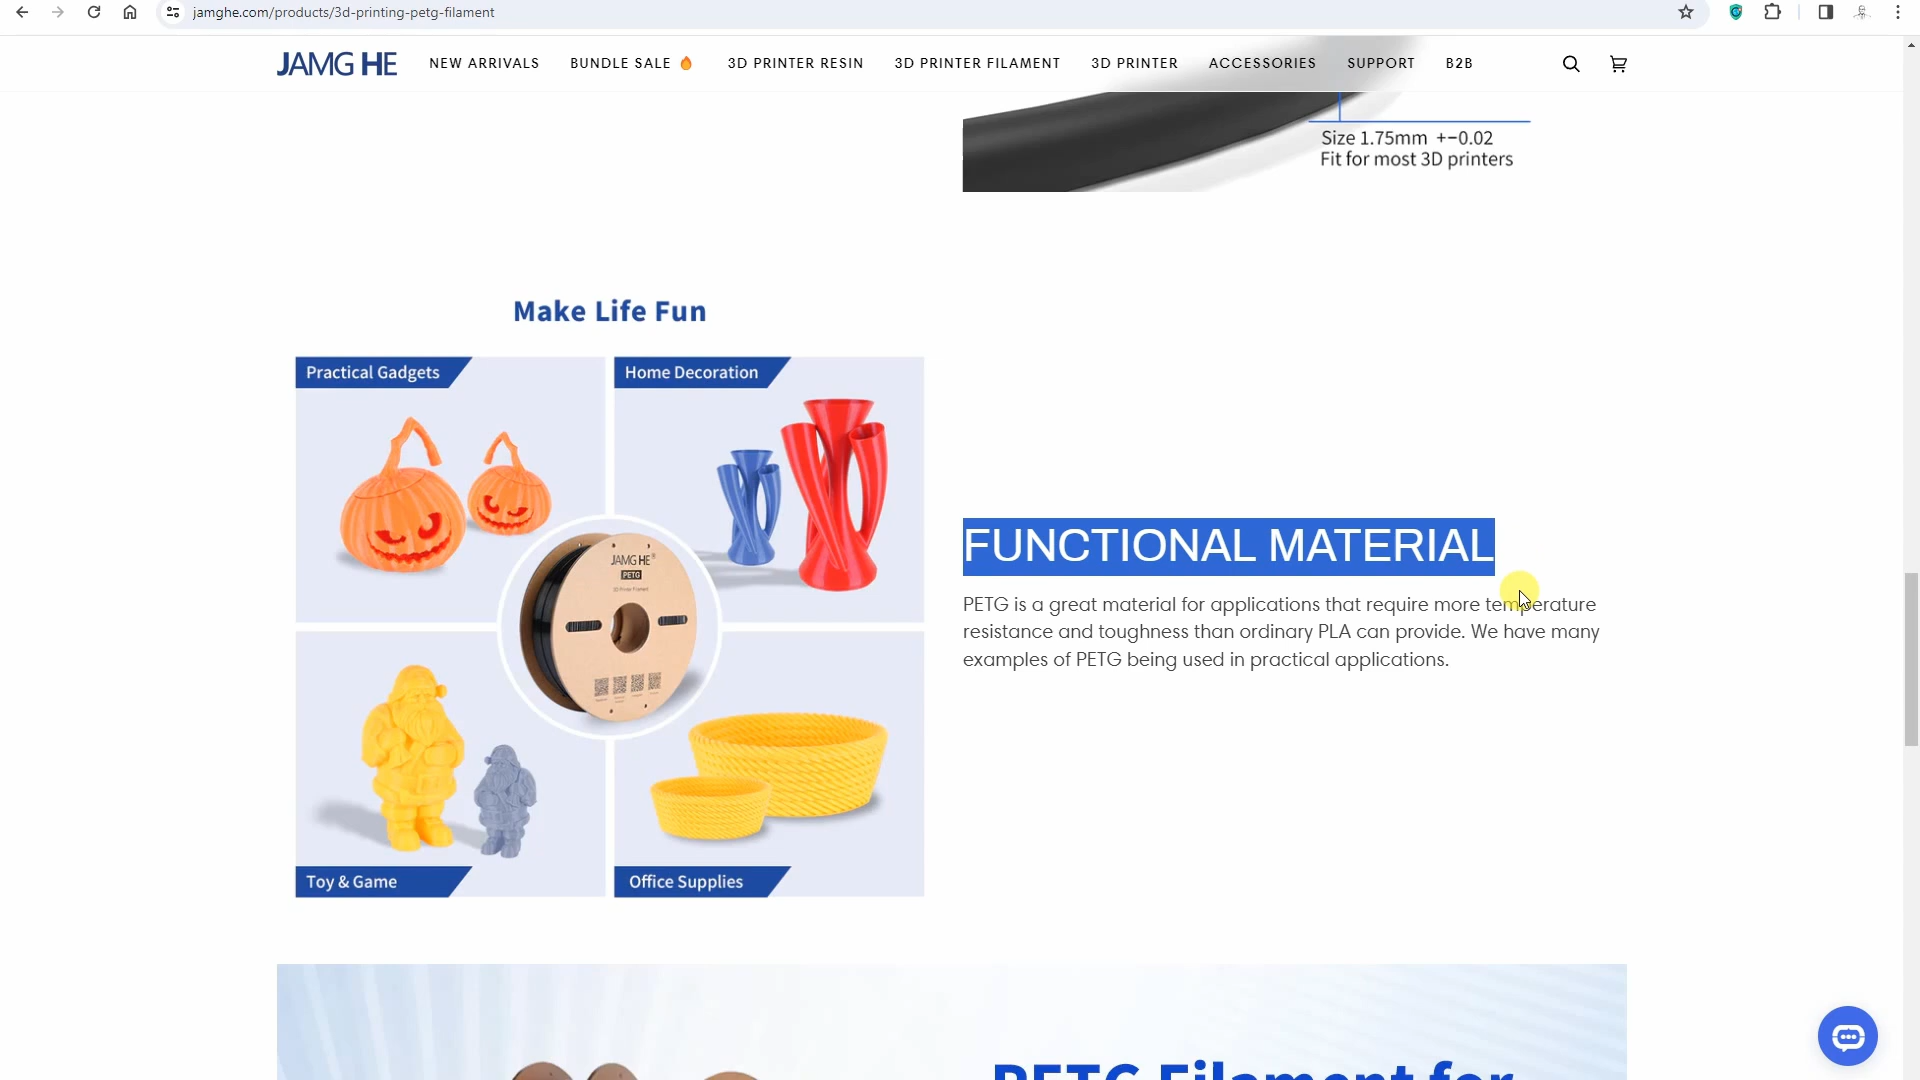 jamghe.com/products/3d-printing-petg-filament
JAMG HE
NEW ARRIVALS
BUNDLE SALE
3D PRINTER RESIN
3D PRINTER FILAMENT
3D PRINTER
ACCESSORIES
SUPPORT
B2B
Size 1.75mm +-0.02
Fit for most 3D printers
Make Life Fun
Practical Gadgets
Home Decoration
JAMG HE
PETG
3D Printer Filament
Toy & Game
Office Supplies
FUNCTIONAL MATERIAL
PETG is a great material for applications that require more temperature
resistance and toughness than ordinary PLA can provide. We have many
examples of PETG being used in practical applications.
PETG Filament for